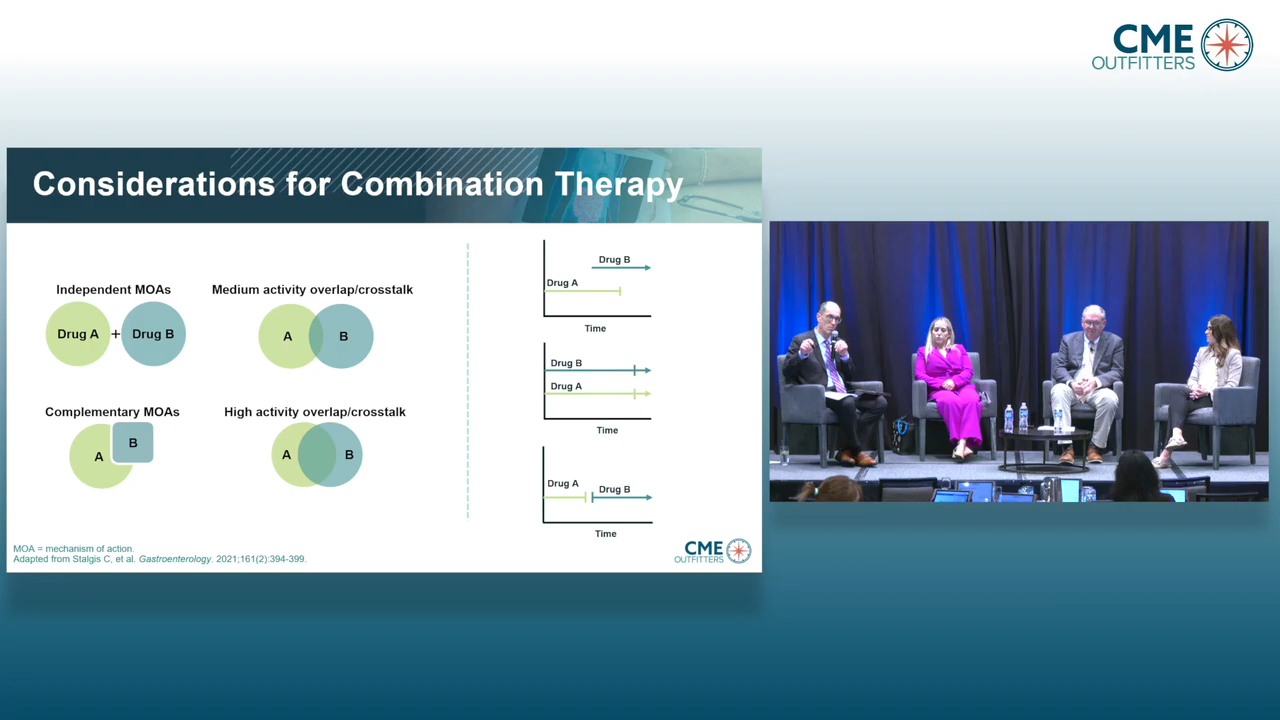 CME
OUTFITTERS
Considerations for Combination Therapy
Independent MOAs
Drug A + Drug B
Medium activity overlap/crosstalk
A B
Complementary MOAs
A B
High activity overlap/crosstalk
A B
Drug B
Drug A
Time
Drug B
Drug A
Time
Drug A
Drug B
Time
MOA = mechanism of action.
Adapted from Stalgis C, et al. Gastroenterology. 2021;161(2):394-399.
CME
OUTFITTERS